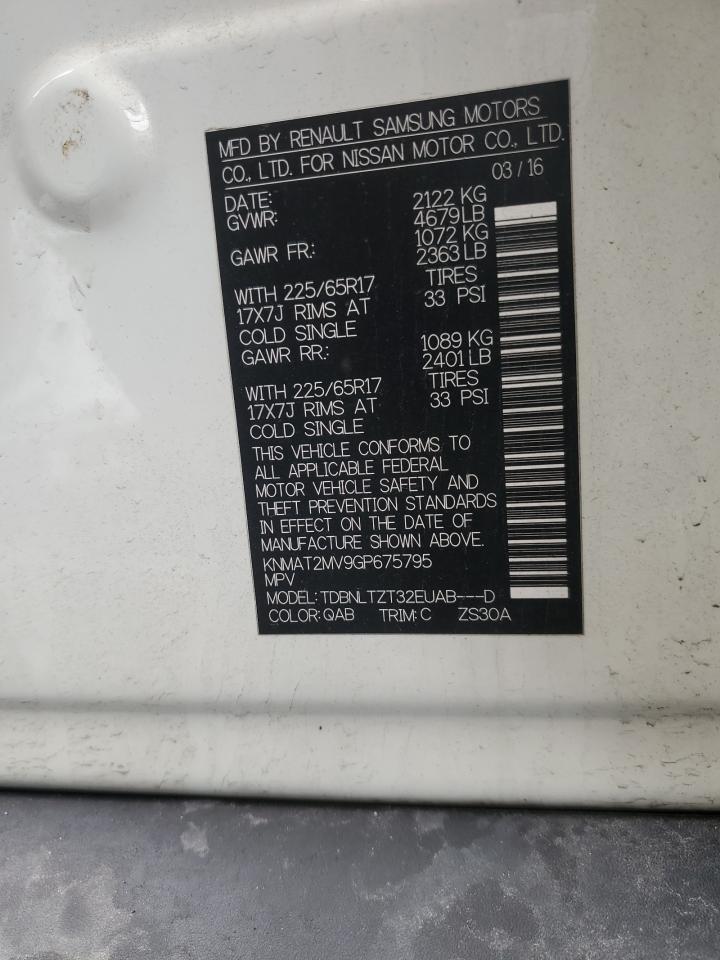 MFD BY RENAULT SAMSUNG MOTORS
CO., LTD. FOR NISSAN MOTOR CO., LTD.
DATE: 03 / 16
GVWR: 2122 KG
4679 LB
GAWR FR: 1072 KG
2363 LB
WITH 225/65R17 TIRES
17X7J RIMS AT 33 PSI
COLD SINGLE
GAWR RR: 1089 KG
2401 LB
WITH 225/65R17 TIRES
17X7J RIMS AT 33 PSI
COLD SINGLE
THIS VEHICLE CONFORMS TO
ALL APPLICABLE FEDERAL
MOTOR VEHICLE SAFETY AND
THEFT PREVENTION STANDARDS
IN EFFECT ON THE DATE OF
MANUFACTURE SHOWN ABOVE.
KNMAT2MV9GP675795
MPV
MODEL: TDBNLTZT32EUAB---D
COLOR: QAB TRIM: C ZS30A